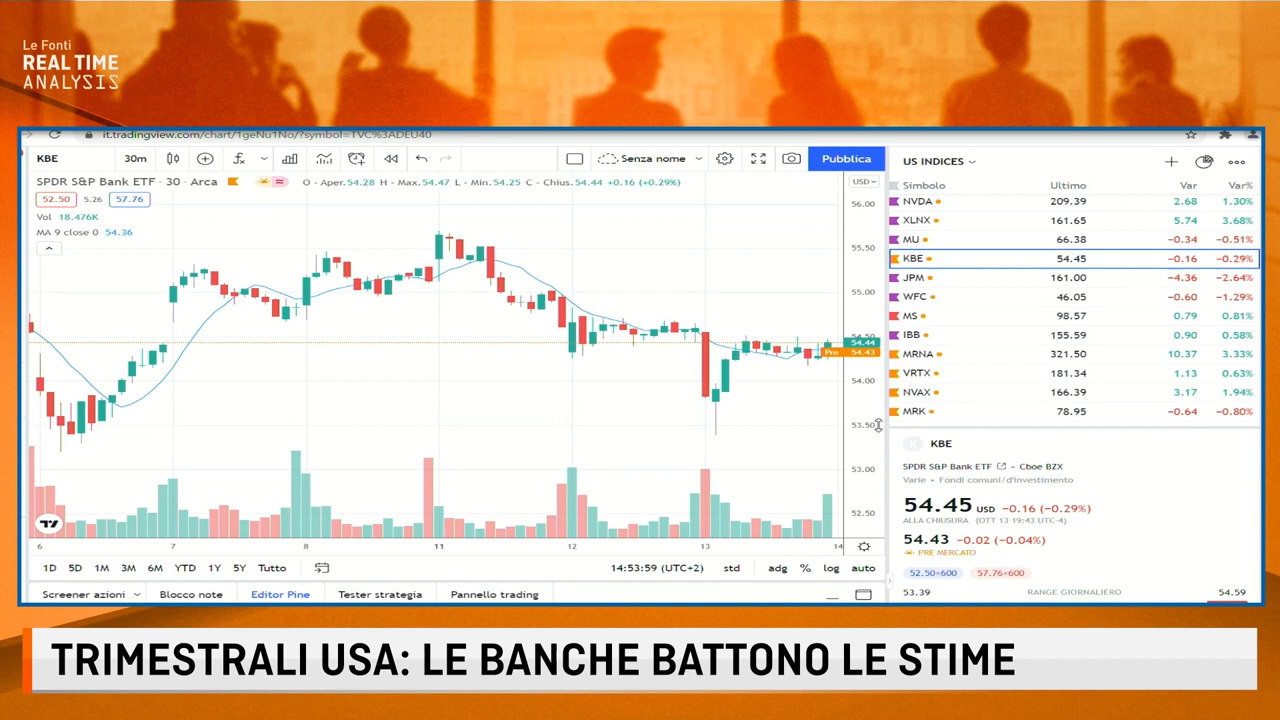 Le Fonti
REAL TIME
ANALYSIS
it.tradingview.com/chart/1geNu1No/?symbol=TVC%3ADEU40
KBE 30m Senza nome Pubblica
SPDR S&P Bank ETF · 30 · Arca O - Aper.54.28 H - Max.54.47 L - Min.54.25 C - Chius.54.44 +0.16 (+0.29%) USD
52.50 5.26 57.76
Vol 18.476K
MA 9 close 0 54.36
56.00
55.50
55.00
54.50
54.44
Pre 54.43
54.00
53.50
53.00
52.50
6 7 8 11 12 13 14
1D 5D 1M 3M 6M YTD 1Y 5Y Tutto 14:53:59 (UTC+2) std adg % log auto
Screener azioni Blocco note Editor Pine Tester strategia Pannello trading
US INDICES
Simbolo Ultimo Var Var%
NVDA 209.39 2.68 1.30%
XLNX 161.65 5.74 3.68%
MU 66.38 −0.34 −0.51%
KBE 54.45 −0.16 −0.29%
JPM 161.00 −4.36 −2.64%
WFC 46.05 −0.60 −1.29%
MS 98.57 0.79 0.81%
IBB 155.59 0.90 0.58%
MRNA 321.50 10.37 3.33%
VRTX 181.34 1.13 0.63%
NVAX 166.39 3.17 1.94%
MRK 78.95 −0.64 −0.80%
K KBE
SPDR S&P Bank ETF - Cboe BZX
Varie • Fondi comuni/d'investimento
54.45 USD −0.16 (−0.29%)
ALLA CHIUSURA (OTT 13 19:43 UTC-4)
54.43 −0.02 (−0.04%)
PRE MERCATO
52.50×600 57.76×600
53.39 RANGE GIORNALIERO 54.59
TRIMESTRALI USA: LE BANCHE BATTONO LE STIME